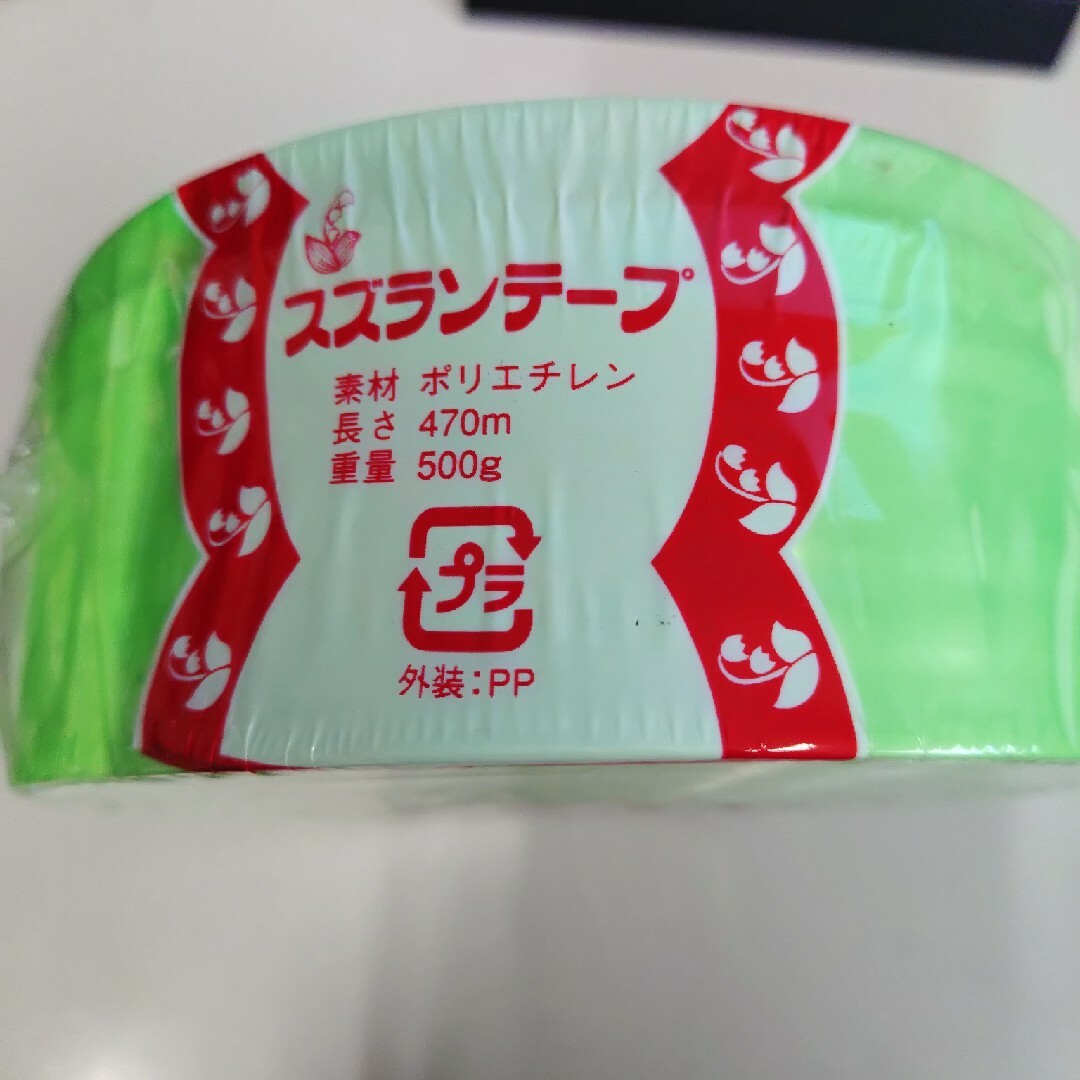 スズランテープ
素材 ポリエチレン
長さ 470m
重量 500g
プラ
外装:PP